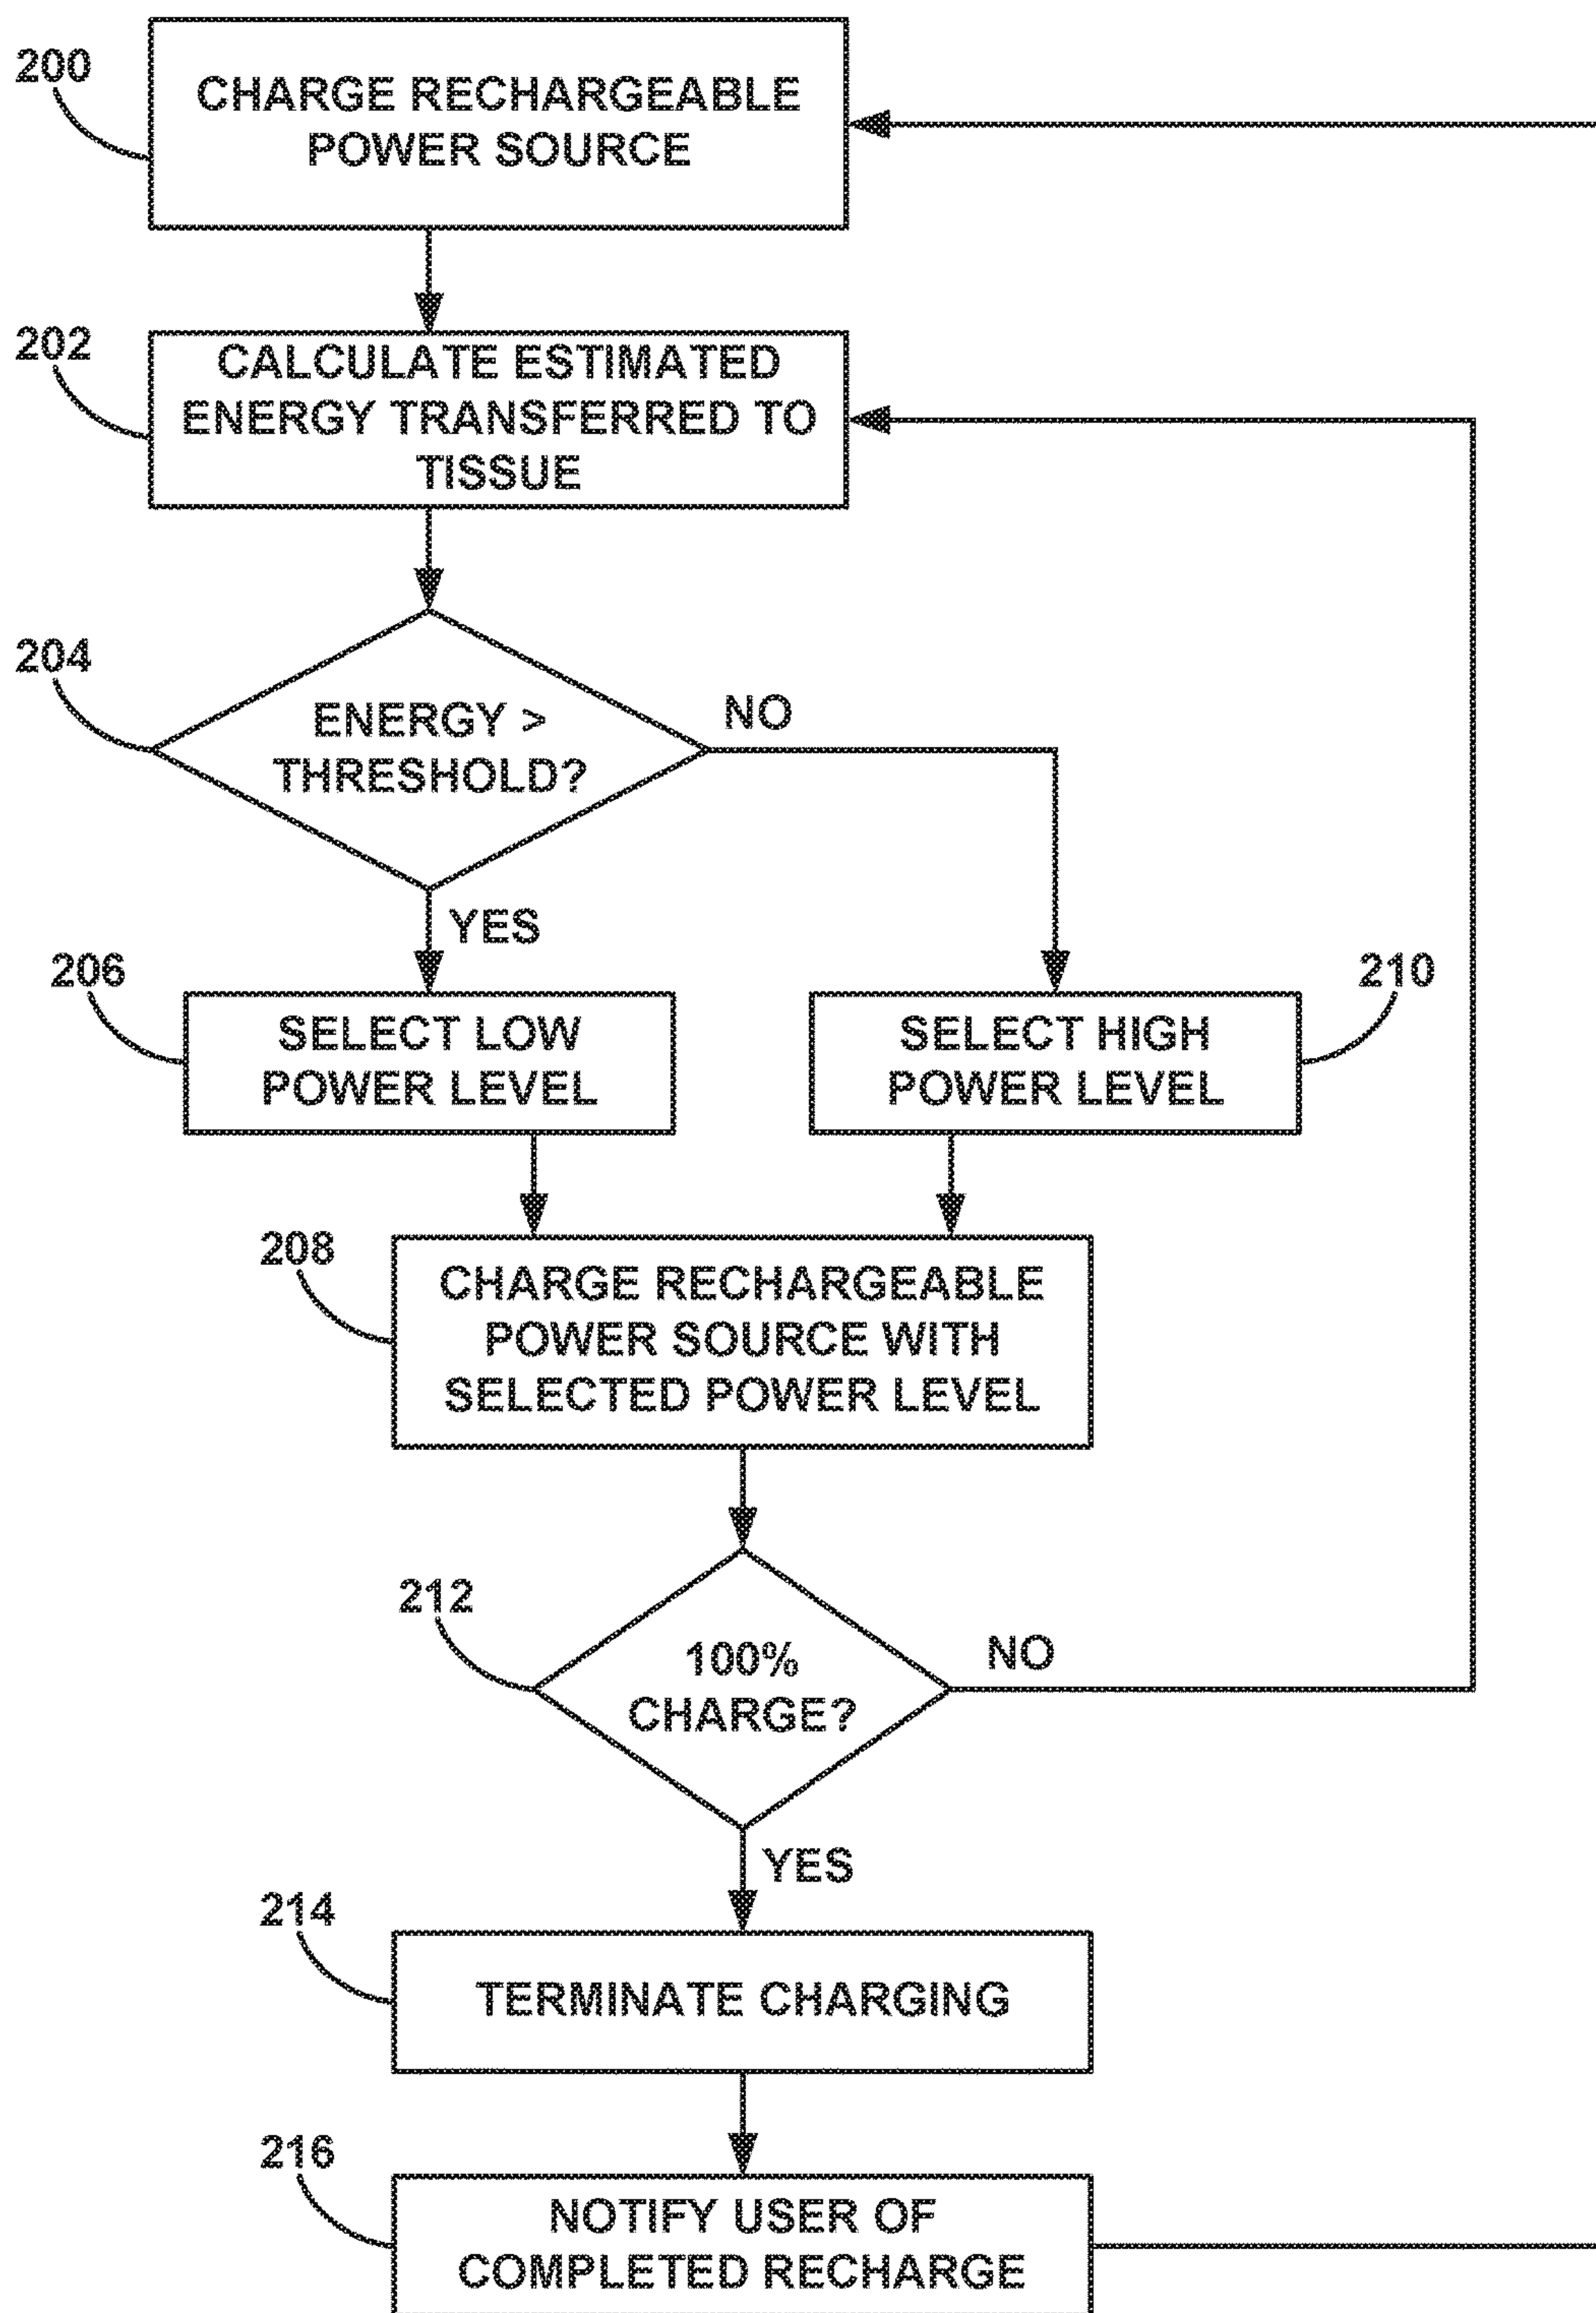 200
CHARGE RECHARGEABLE
POWER SOURCE
202
CALCULATE ESTIMATED
ENERGY TRANSFERRED TO
TISSUE
204
ENERGY >
THRESHOLD?
NO
YES
206
SELECT LOW
POWER LEVEL
SELECT HIGH
POWER LEVEL
210
208
CHARGE RECHARGEABLE
POWER SOURCE WITH
SELECTED POWER LEVEL
212
100%
CHARGE?
NO
YES
214
TERMINATE CHARGING
216
NOTIFY USER OF
COMPLETED RECHARGE